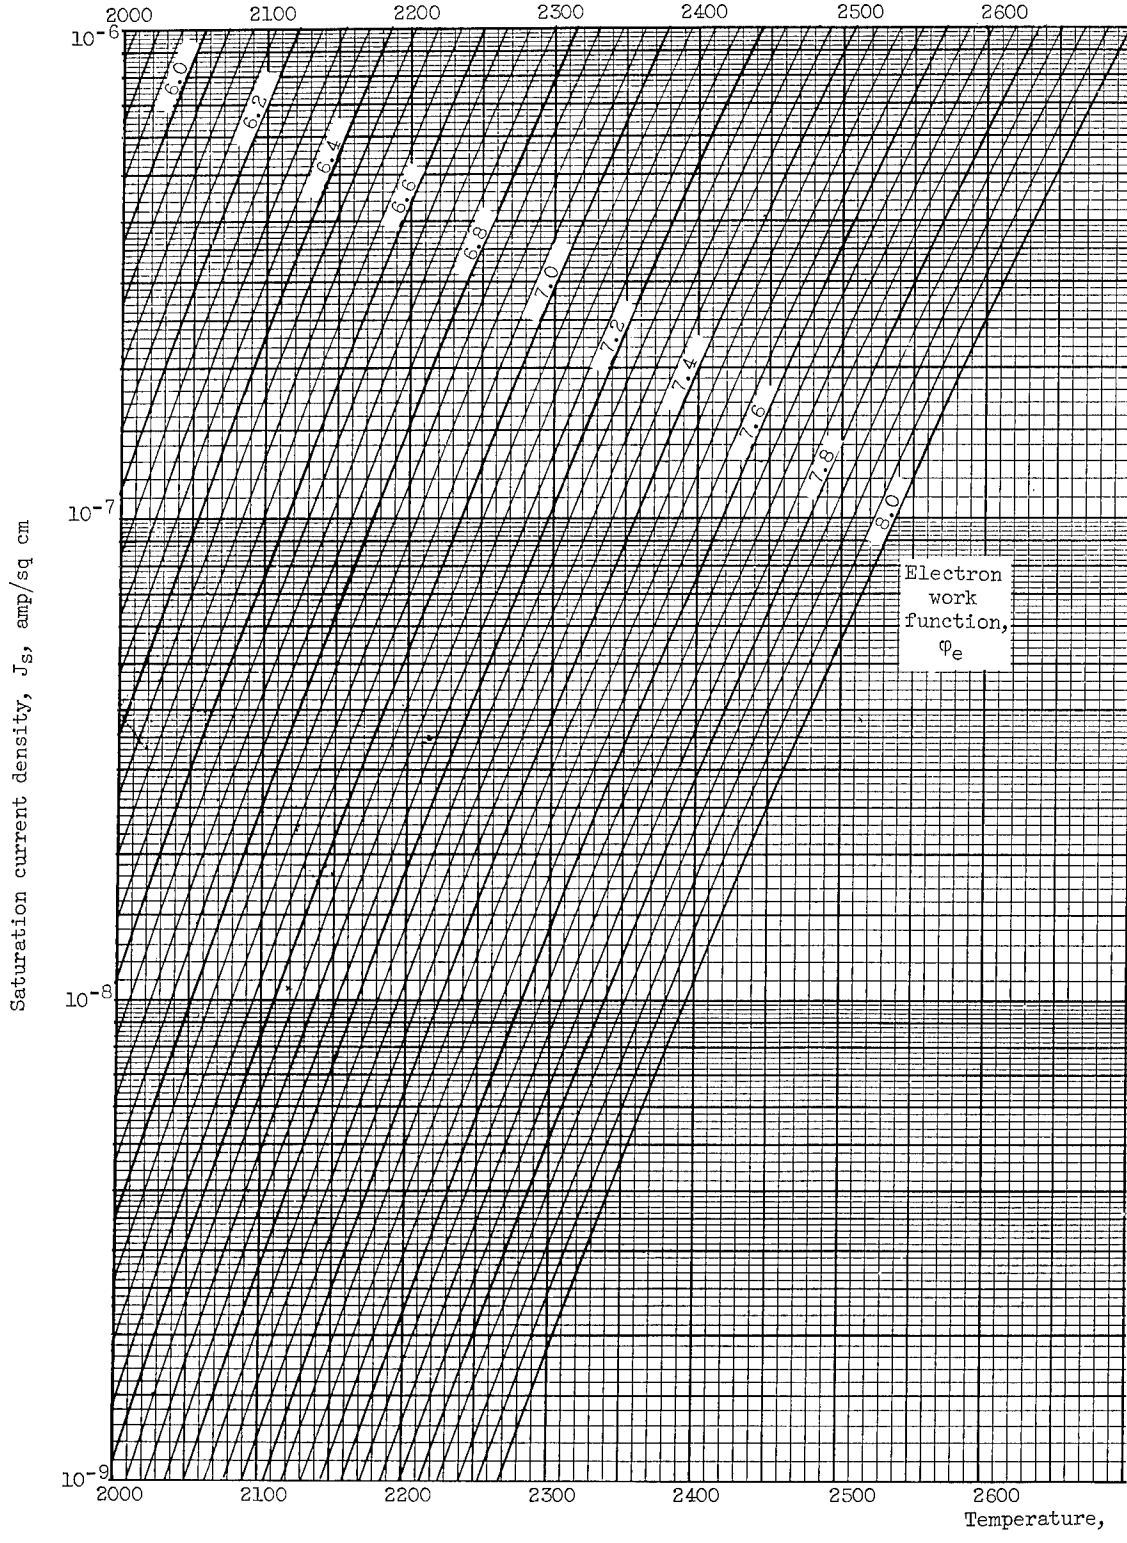 2000 2100 2200 2300 2400 2500 2600
10-6
6.0
6.2
6.4
6.6
6.8
7.0
7.2
7.4
7.6
7.8
8.0
10-7
Electron
work
function,
φe
Saturation current density, Js, amp/sq cm
10-8
10-9
2000 2100 2200 2300 2400 2500 2600
Temperature,